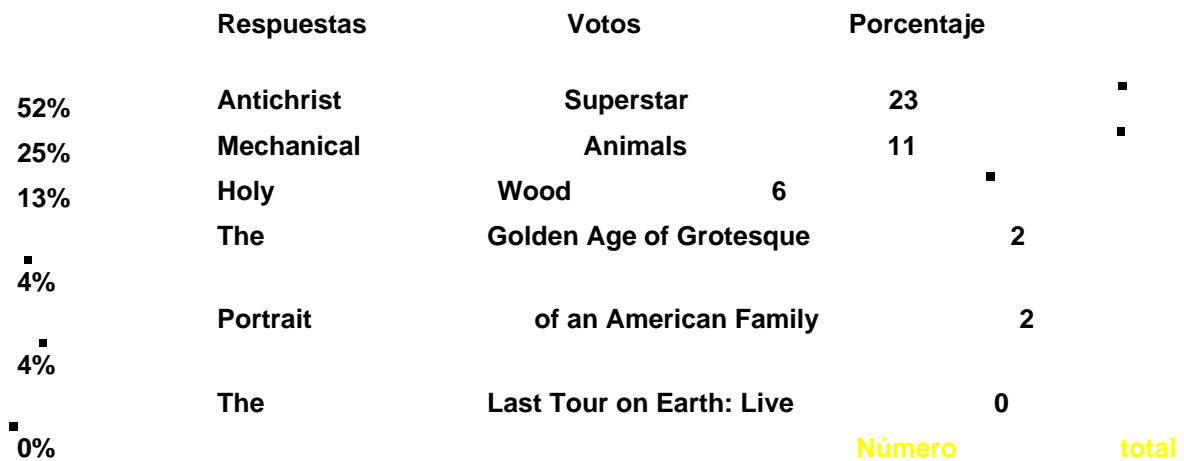 Respuestas Votos Porcentaje
Antichrist Superstar 23
52%
Mechanical Animals 11
25%
Holy Wood 6
13%
The Golden Age of Grotesque 2
4%
Portrait of an American Family 2
4%
The Last Tour on Earth: Live 0
0% Número total